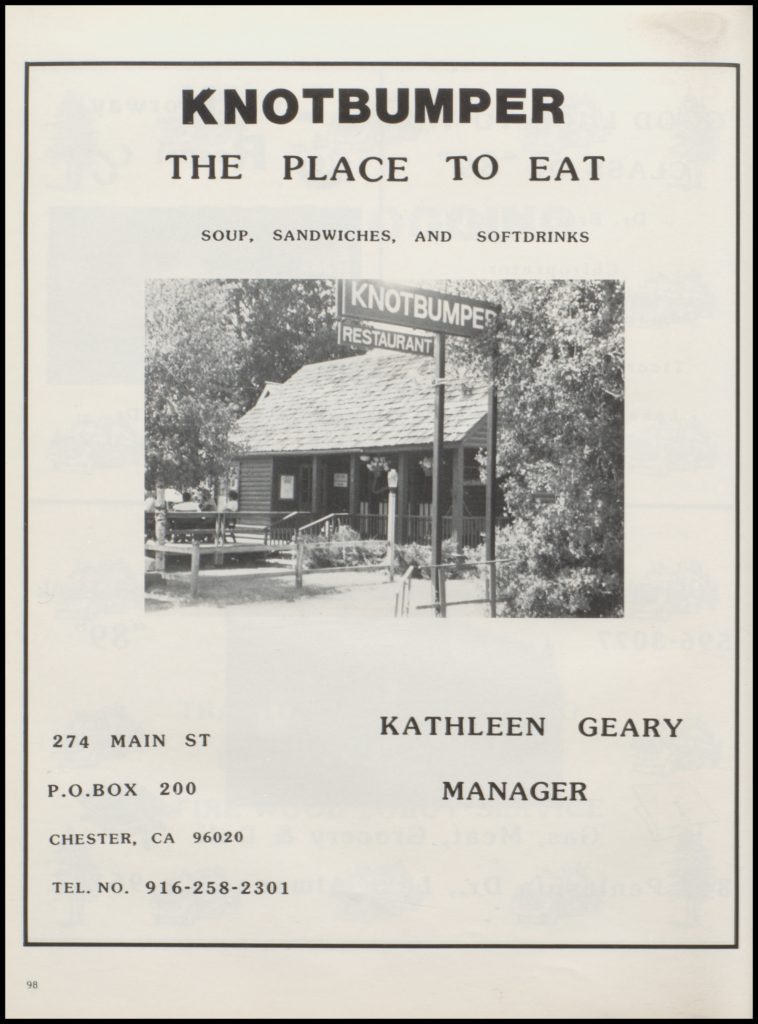 KNOTBUMPER
THE PLACE TO EAT
SOUP, SANDWICHES, AND SOFTDRINKS
KNOTBUMPER
RESTAURANT
274 MAIN ST
P.O.BOX 200
CHESTER, CA 96020
TEL. NO. 916-258-2301
KATHLEEN GEARY
MANAGER
98